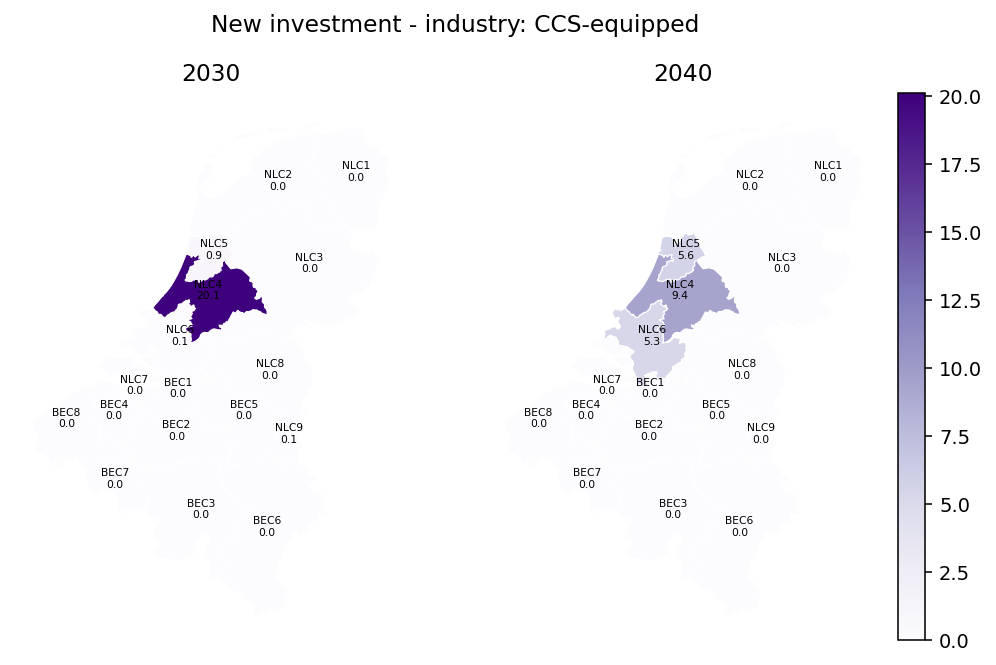 New investment - industry: CCS-equipped
2030
NLC1
0.0
NLC2
0.0
NLC5
0.9
NLC3
0.0
NLC4
20.1
NLC6
0.1
NLC8
0.0
NLC7
0.0
BEC1
0.0
BEC4
0.0
BEC5
0.0
BEC8
0.0
BEC2
0.0
NLC9
0.1
BEC7
0.0
BEC3
0.0
BEC6
0.0
2040
NLC1
0.0
NLC2
0.0
NLC5
5.6
NLC3
0.0
NLC4
9.4
NLC6
5.3
NLC8
0.0
NLC7
0.0
BEC1
0.0
BEC4
0.0
BEC5
0.0
BEC8
0.0
BEC2
0.0
NLC9
0.0
BEC7
0.0
BEC3
0.0
BEC6
0.0
20.0
17.5
15.0
12.5
10.0
7.5
5.0
2.5
0.0